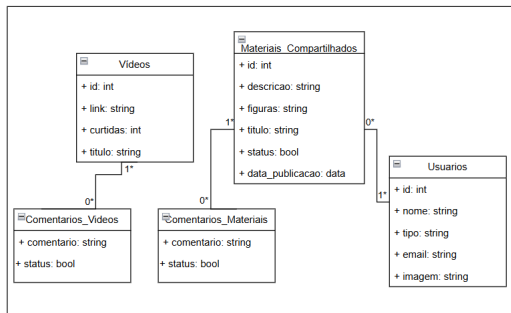 Vídeos
+ id: int
+ link: string
+ curtidas: int
+ titulo: string
1*
0*
Comentarios_Videos
+ comentario: string
+ status: bool
Materiais_Compartilhados
+ id: int
+ descricao: string
+ figuras: string
+ titulo: string
+ status: bool
+ data_publicacao: data
1*
0*
Comentarios_Materiais
+ comentario: string
+ status: bool
0*
1*
Usuarios
+ id: int
+ nome: string
+ tipo: string
+ email: string
+ imagem: string